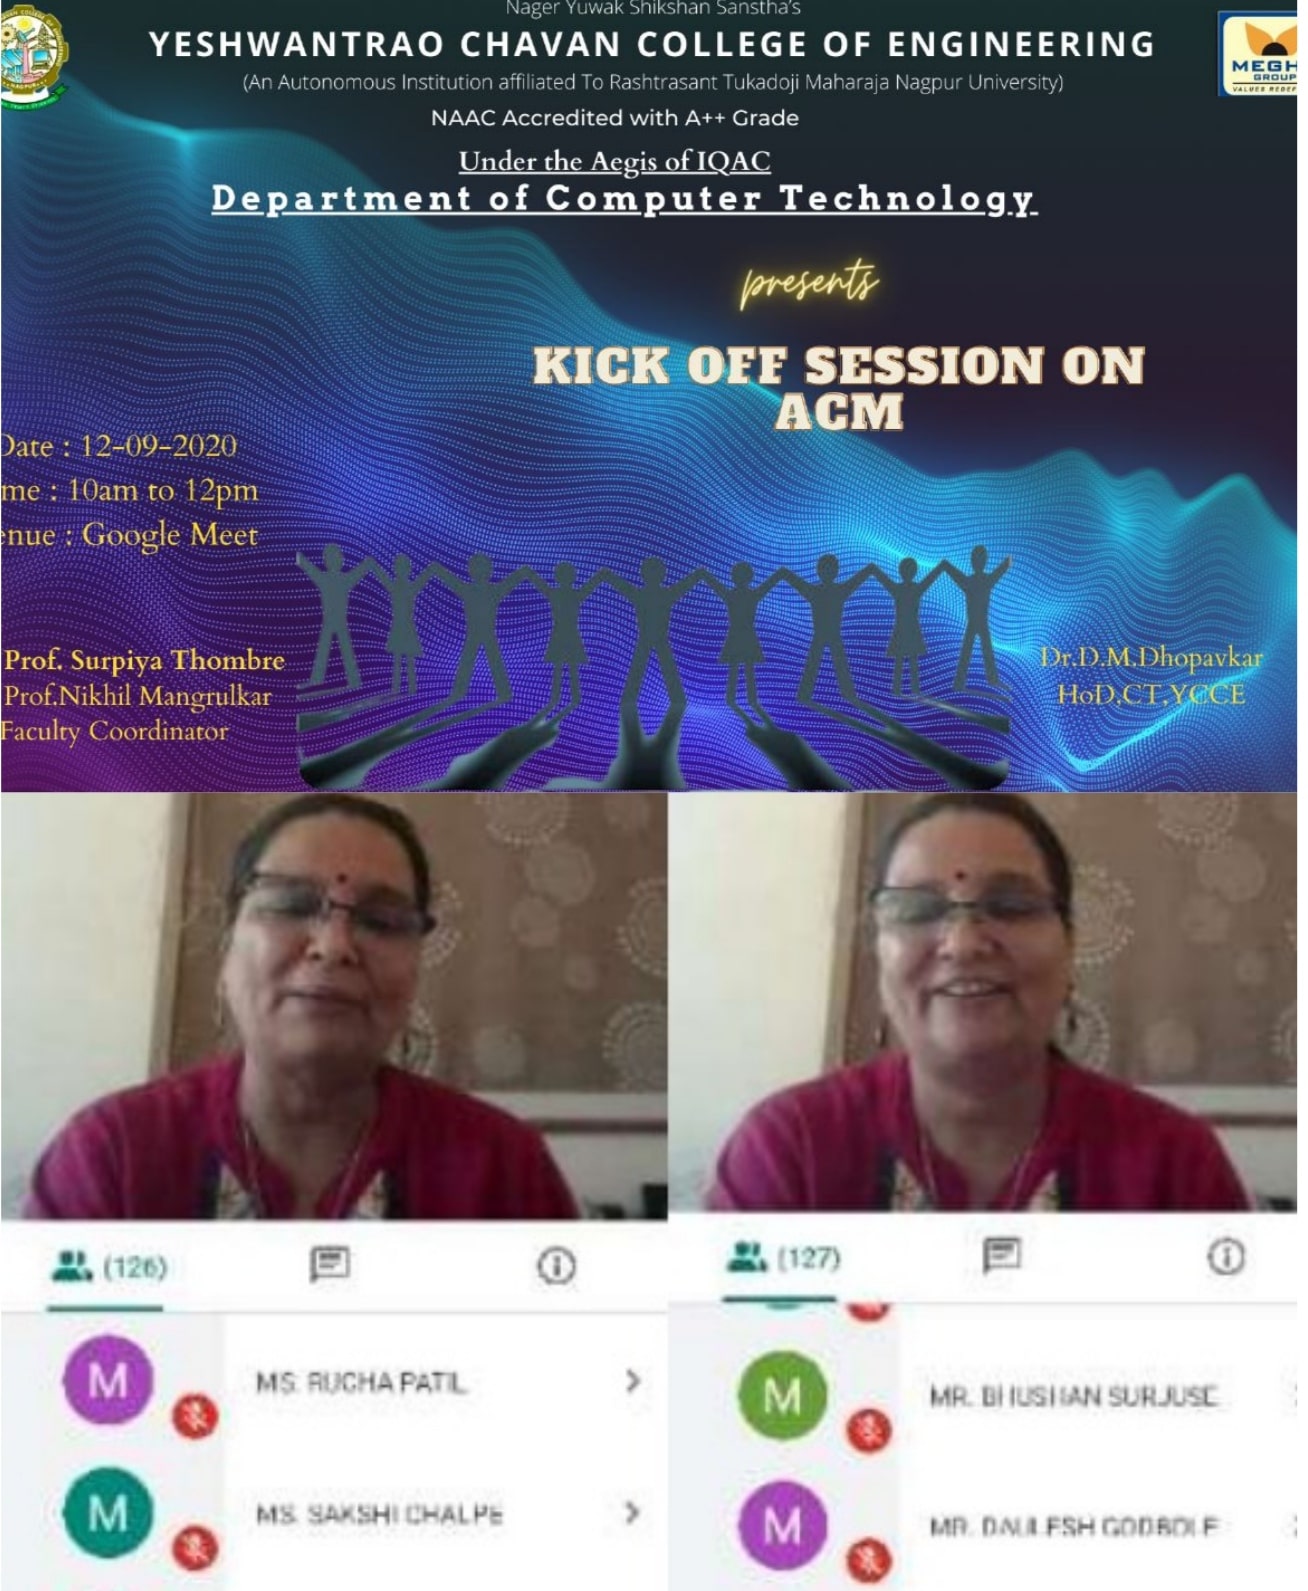 Nager Yuwak Shikshan Sanstha's
YESHWANTRAO CHAVAN COLLEGE OF ENGINEERING
(An Autonomous Institution affiliated To Rashtrasant Tukadoji Maharaja Nagpur University)
MEGH
GROUP
NAAC Accredited with A++ Grade
Under the Aegis of IQAC
Department of Computer Technology
presents
KICK OFF SESSION ON
ACM
Date : 12-09-2020
me : 10am to 12pm
enue : Google Meet
Prof. Surpiya Thombre
Prof.Nikhil Mangrulkar
Faculty Coordinator
Dr.D.M.Dhopavkar
HoD,CT,YCCE
(126)
M MS. RUCHA PATIL
M MS. SAKSHI CHALPE
(127)
M MR. BHUSHAN SURJUSE
M MR. GODBOLE